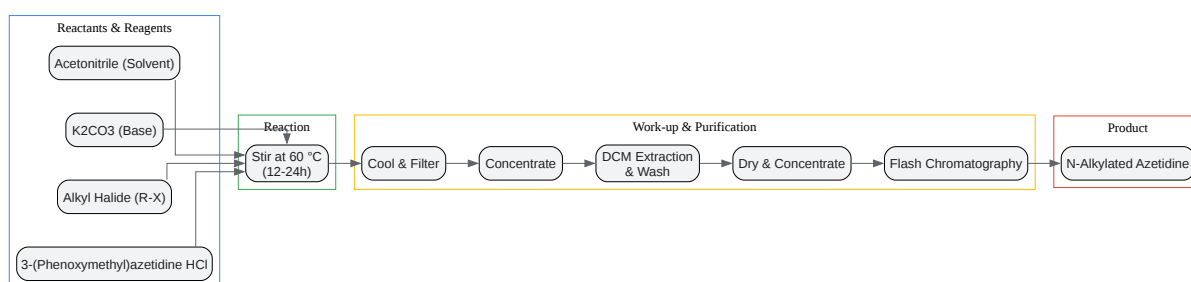 Reactants & Reagents
Acetonitrile (Solvent)
K2CO3 (Base)
Alkyl Halide (R-X)
3-(Phenoxymethyl)azetidine HCl
Reaction
Stir at 60 °C
(12-24h)
Work-up & Purification
Cool & Filter
Concentrate
DCM Extraction
& Wash
Dry & Concentrate
Flash Chromatography
Product
N-Alkylated Azetidine